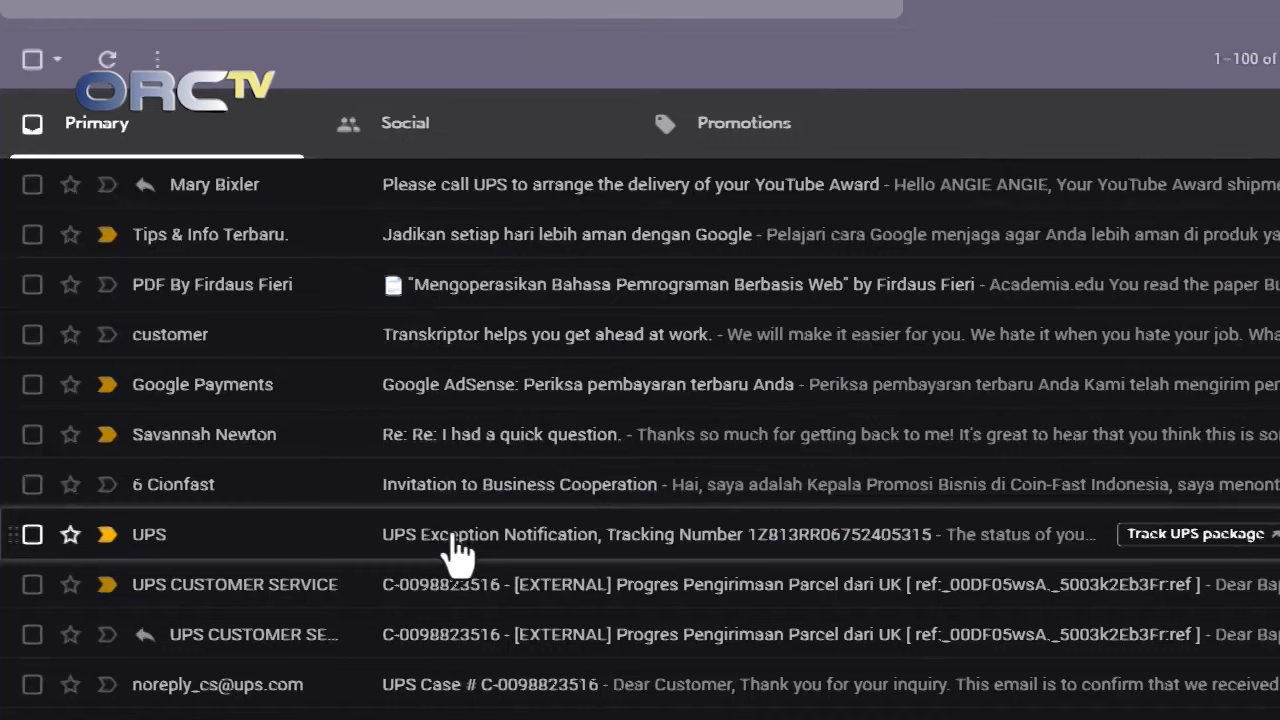 1–100 of
ORCTV
Primary
Social
Promotions
Mary Bixler Please call UPS to arrange the delivery of your YouTube Award - Hello ANGIE ANGIE, Your YouTube Award shipme
Tips & Info Terbaru. Jadikan setiap hari lebih aman dengan Google - Pelajari cara Google menjaga agar Anda lebih aman di produk ya
PDF By Firdaus Fieri "Mengoperasikan Bahasa Pemrograman Berbasis Web" by Firdaus Fieri - Academia.edu You read the paper Bu
customer Transkriptor helps you get ahead at work. - We will make it easier for you. We hate it when you hate your job. Wha
Google Payments Google AdSense: Periksa pembayaran terbaru Anda - Periksa pembayaran terbaru Anda Kami telah mengirim per
Savannah Newton Re: Re: I had a quick question. - Thanks so much for getting back to me! It's great to hear that you think this is so
6 Cionfast Invitation to Business Cooperation - Hai, saya adalah Kepala Promosi Bisnis di Coin-Fast Indonesia, saya menont
UPS UPS Exception Notification, Tracking Number 1Z813RR06752405315 - The status of you... Track UPS package
UPS CUSTOMER SERVICE C-0098823516 - [EXTERNAL] Progres Pengirimaan Parcel dari UK [ ref:_00DF05wsA._5003k2Eb3Fr:ref ] - Dear Bap
UPS CUSTOMER SE... C-0098823516 - [EXTERNAL] Progres Pengirimaan Parcel dari UK [ ref:_00DF05wsA._5003k2Eb3Fr:ref ] - Dear Ba
noreply_cs@ups.com UPS Case # C-0098823516 - Dear Customer, Thank you for your inquiry. This email is to confirm that we received